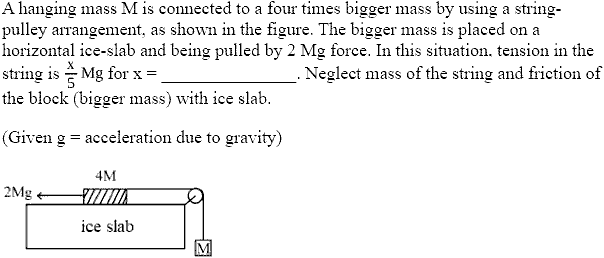 A hanging mass M is connected to a four times bigger mass by using a string-
pulley arrangement, as shown in the figure. The bigger mass is placed on a
horizontal ice-slab and being pulled by 2 Mg force. In this situation, tension in the
string is x/5 Mg for x = ________________. Neglect mass of the string and friction of
the block (bigger mass) with ice slab.
(Given g = acceleration due to gravity)
4M
2Mg
ice slab
M